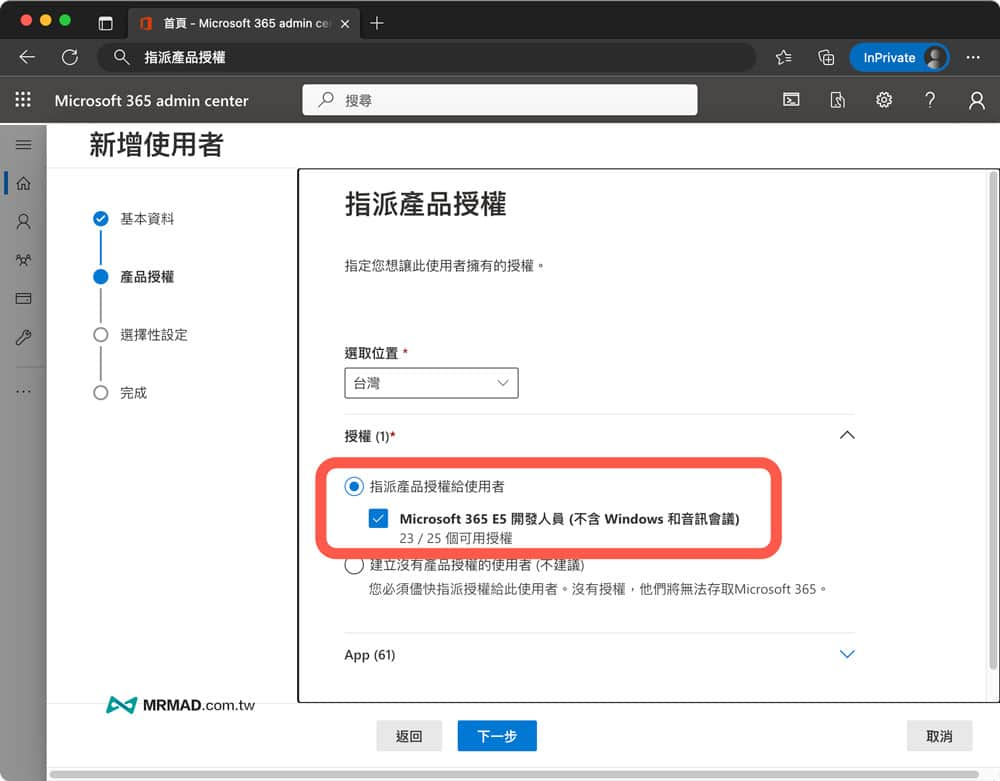 首頁 - Microsoft 365 admin ce
指派產品授權
InPrivate
Microsoft 365 admin center
搜尋
新增使用者
基本資料
產品授權
選擇性設定
完成
指派產品授權
指定您想讓此使用者擁有的授權。
選取位置 *
台灣
授權 (1)*
指派產品授權給使用者
Microsoft 365 E5 開發人員 (不含 Windows 和音訊會議)
23 / 25 個可用授權
建立沒有產品授權的使用者 (不建議)
您必須儘快指派授權給此使用者。沒有授權，他們將無法存取Microsoft 365。
App (61)
MRMAD.com.tw
返回
下一步
取消